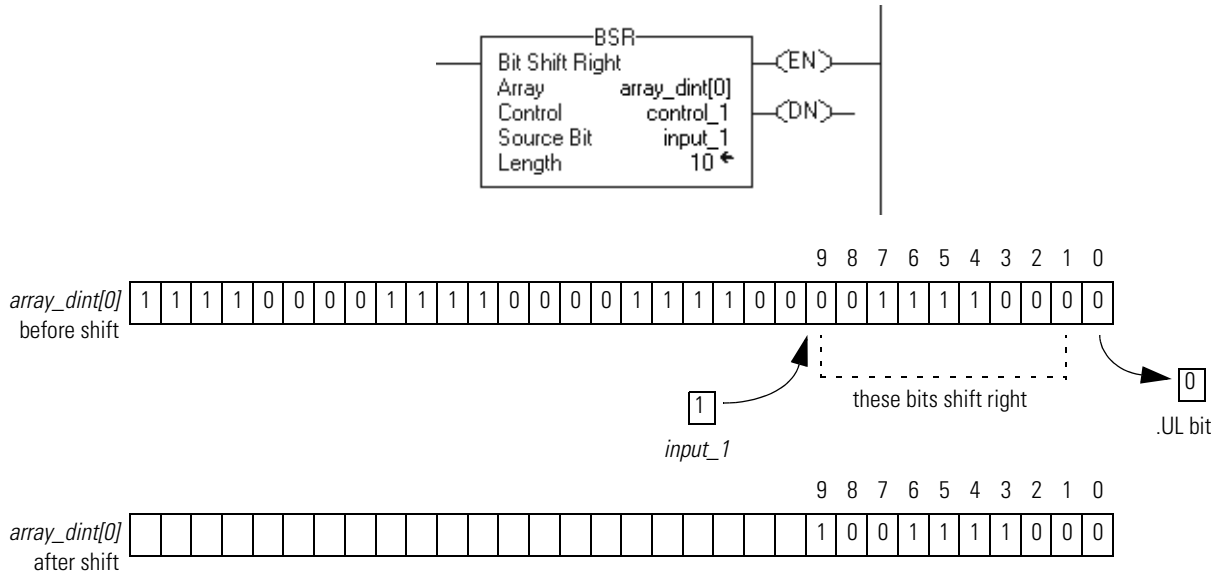 BSR
Bit Shift Right
Array array_dint[0]
Control control_1
Source Bit input_1
Length 10
EN
DN
9 8 7 6 5 4 3 2 1 0
array_dint[0] 1 1 1 1 0 0 0 0 1 1 1 1 0 0 0 0 1 1 1 1 0 0 0 0 1 1 1 1 0 0 0 0
before shift
1
these bits shift right
0
.UL bit
input_1
9 8 7 6 5 4 3 2 1 0
array_dint[0] 1 0 0 1 1 1 1 0 0 0
after shift